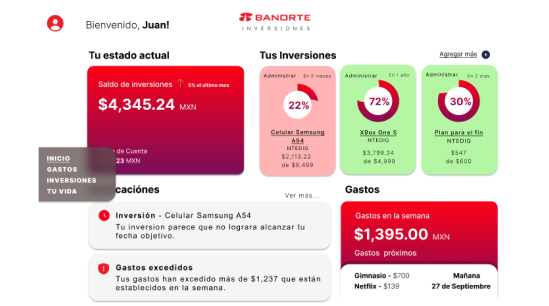 Bienvenido, Juan!
BANORTE
INVERSIONES
Tu estado actual
Saldo de inversiones ↑ 5% el ultimo mes
$4,345.24 MXN
de Cuenta
23 MXN
INICIO
GASTOS
INVERSIONES
TU VIDA
Tus Inversiones
Agregar más +
Administrar En 5 meses
22%
Celular Samsung
A54
NTEDIG
$2,113.22
de $9,499
Administrar En 1 año
72%
XBox One S
NTEDIG
$3,799.24
de $4,999
Administrar En 2 dias
30%
Plan para el fin
NTEDIG
$547
de $600
caciónes
Ver más...
Inversión - Celular Samsung A54
Tu inversion parece que no lograra alcanzar tu
fecha objetivo.
Gastos excedidos
Tus gastos han excedido más de $1,237 que están
establecidos en la semana.
Gastos
Gastos en la semana
$1,395.00 MXN
Gastos próximos
Gimnasio - $700 Mañana
Netflix - $139 27 de Septiembre